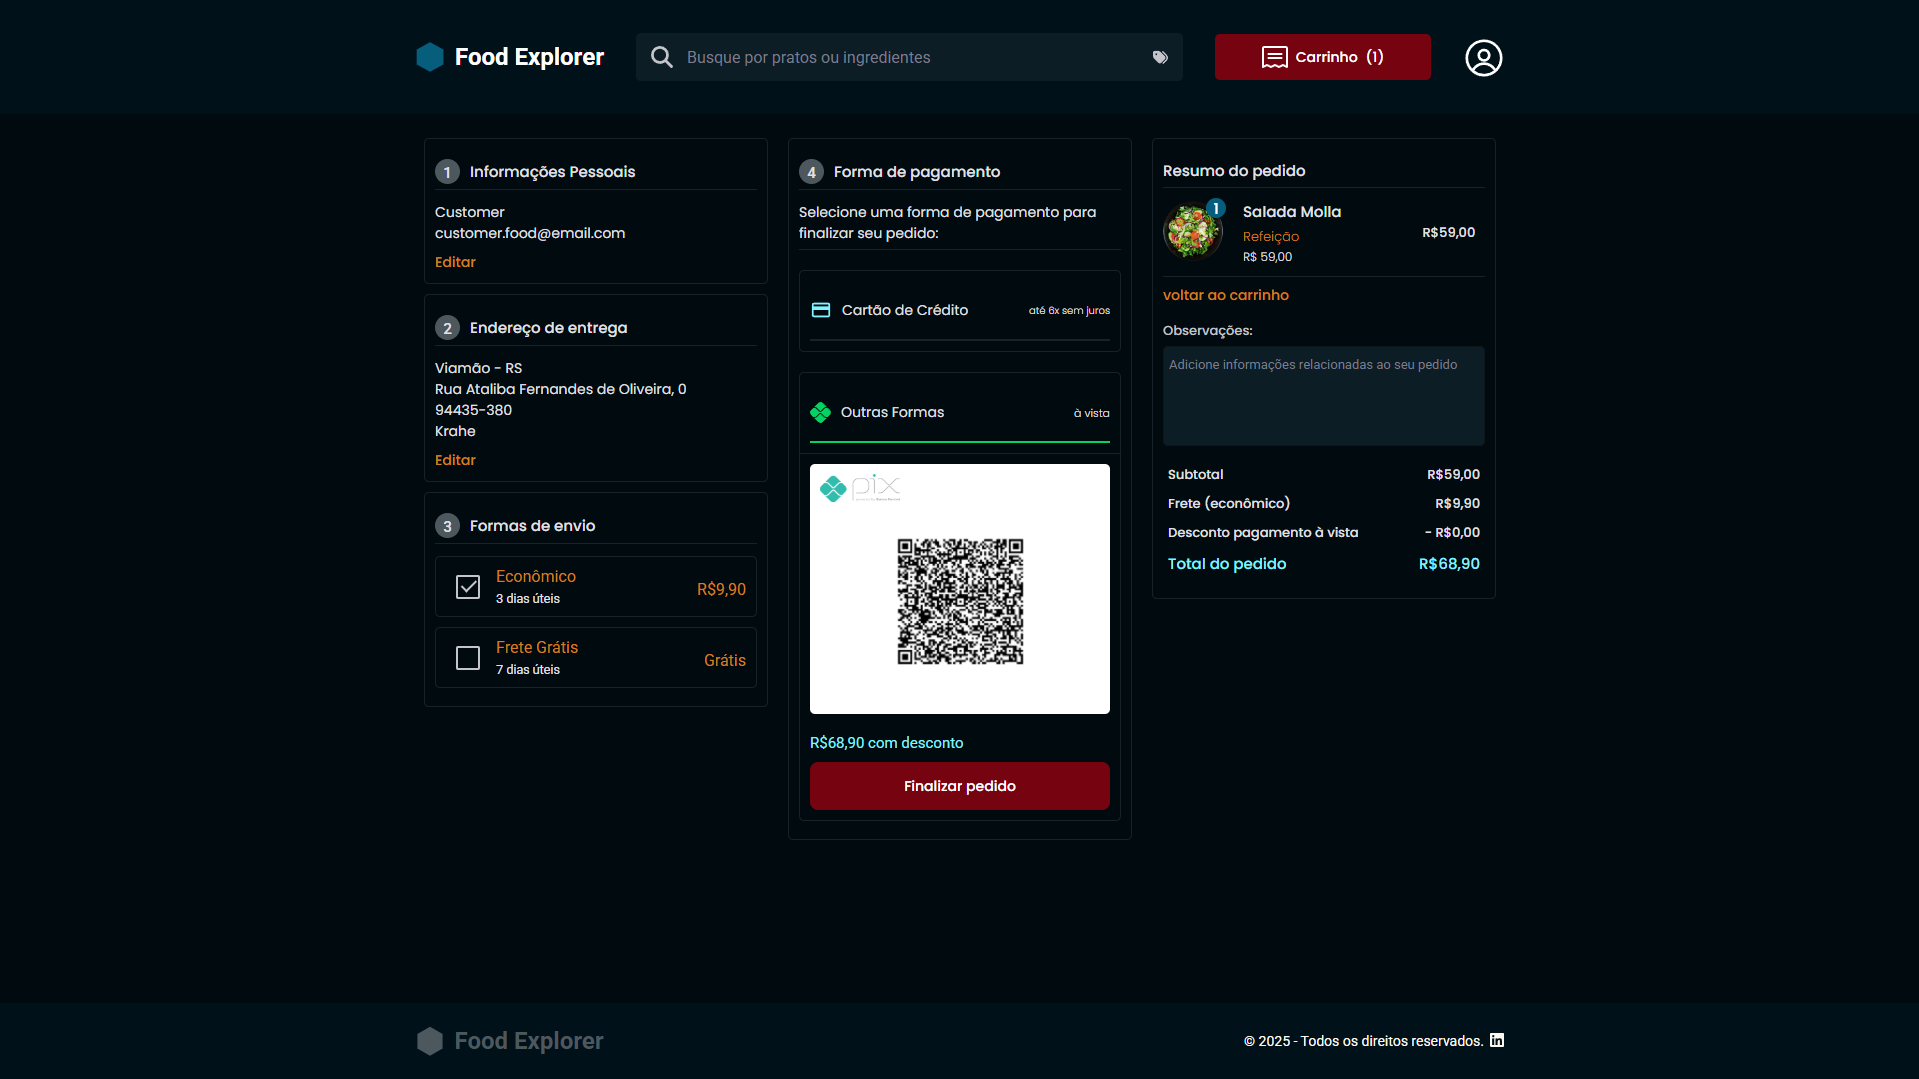 Food Explorer
Busque por pratos ou ingredientes
Carrinho (1)
1 Informações Pessoais
Customer
customer.food@email.com
Editar
2 Endereço de entrega
Viamão - RS
Rua Ataliba Fernandes de Oliveira, 0
94435-380
Krahe
Editar
3 Formas de envio
Econômico
3 dias úteis
R$9,90
Frete Grátis
7 dias úteis
Grátis
4 Forma de pagamento
Selecione uma forma de pagamento para
finalizar seu pedido:
Cartão de Crédito
até 6x sem juros
Outras Formas
à vista
pix
R$68,90 com desconto
Finalizar pedido
Resumo do pedido
1
Salada Molla
Refeição
R$ 59,00
R$59,00
voltar ao carrinho
Observações:
Adicione informações relacionadas ao seu pedido
Subtotal R$59,00
Frete (econômico) R$9,90
Desconto pagamento à vista - R$0,00
Total do pedido R$68,90
Food Explorer
© 2025 - Todos os direitos reservados.